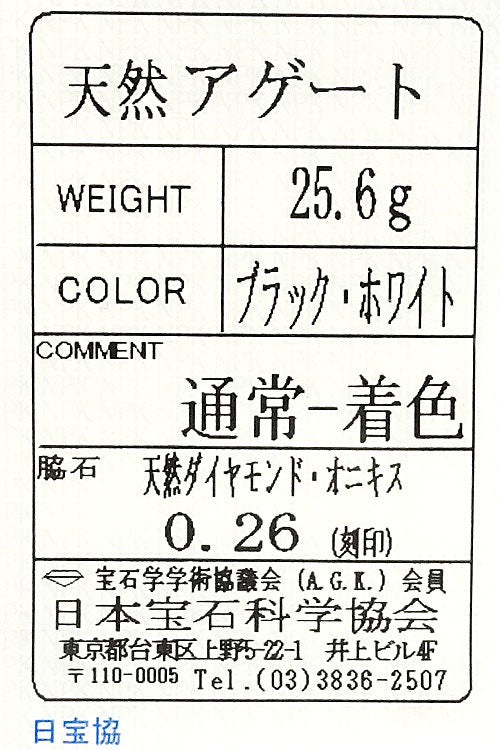 天然アゲート
WEIGHT 25.6g
COLOR ブラック・ホワイト
COMMENT
通常-着色
脇石 天然ダイヤモンド・オニキス
0.26 (刻印)
宝石学学術協議会(A.G.K.)会員
日本宝石科学協会
東京都台東区上野5-22-1 井上ビル4F
〒110-0005 Tel.(03)3836-2507
日宝協